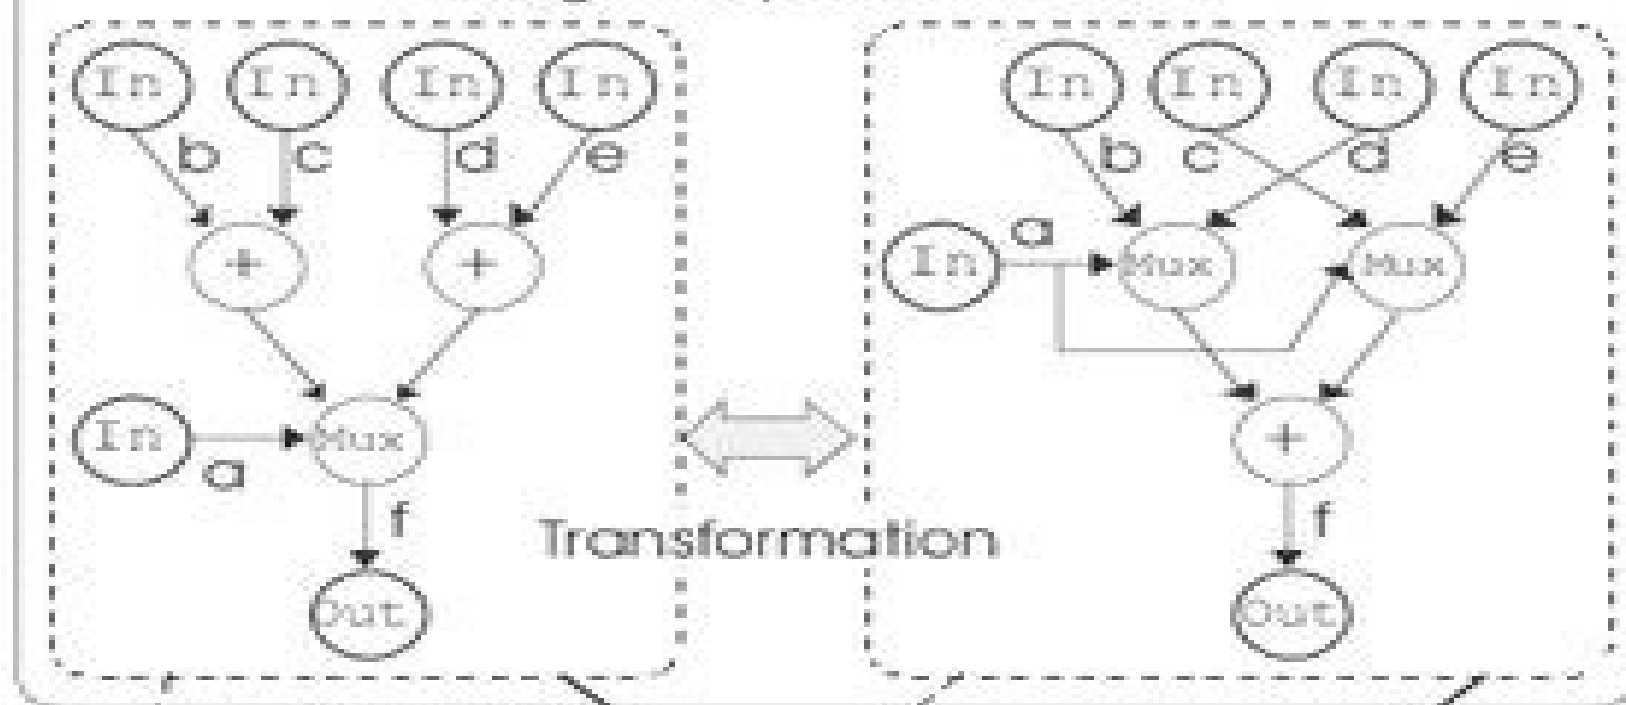 In In In In In In In In
b c d e b c d e
a
+ + In Mux Mux
In Mux +
a
f f
Transformation
Out Out